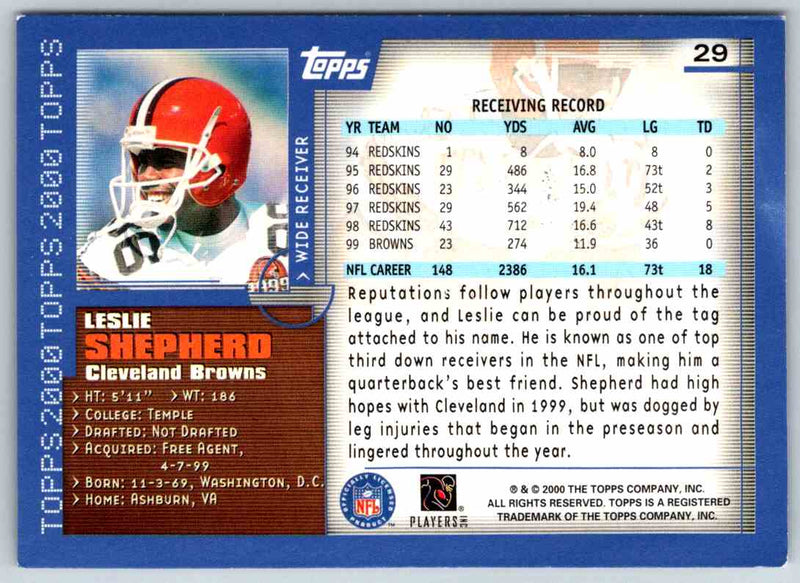 TOPPS 2000 TOPPS 2000 TOPPS 2000 TOPPS
TOPPS
29
WIDE RECEIVER
RECEIVING RECORD
YR TEAM NO YDS AVG LG TD
94 REDSKINS 1 8 8.0 8 0
95 REDSKINS 29 486 16.8 73t 2
96 REDSKINS 23 344 15.0 52t 3
97 REDSKINS 29 562 19.4 48 5
98 REDSKINS 43 712 16.6 43t 8
99 BROWNS 23 274 11.9 36 0
NFL CAREER 148 2386 16.1 73t 18
LESLIE
SHEPHERD
Cleveland Browns
> HT: 5'11" > WT: 186
> COLLEGE: TEMPLE
> DRAFTED: NOT DRAFTED
> ACQUIRED: FREE AGENT,
4-7-99
> BORN: 11-3-69, WASHINGTON, D.C.
> HOME: ASHBURN, VA
Reputations follow players throughout the
league, and Leslie can be proud of the tag
attached to his name. He is known as one of top
third down receivers in the NFL, making him a
quarterback's best friend. Shepherd had high
hopes with Cleveland in 1999, but was dogged by
leg injuries that began in the preseason and
lingered throughout the year.
OFFICIALLY LICENSED
NFL
PRODUCT
TM
PLAYERS INC
® & © 2000 THE TOPPS COMPANY, INC.
ALL RIGHTS RESERVED. TOPPS IS A REGISTERED
TRADEMARK OF THE TOPPS COMPANY, INC.